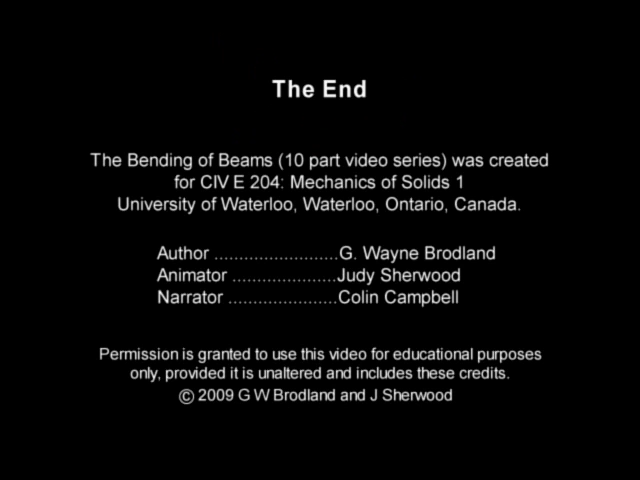 The End
The Bending of Beams (10 part video series) was created
for CIV E 204: Mechanics of Solids 1
University of Waterloo, Waterloo, Ontario, Canada.
Author .........................G. Wayne Brodland
Animator .....................Judy Sherwood
Narrator ......................Colin Campbell
Permission is granted to use this video for educational purposes
only, provided it is unaltered and includes these credits.
© 2009 G W Brodland and J Sherwood